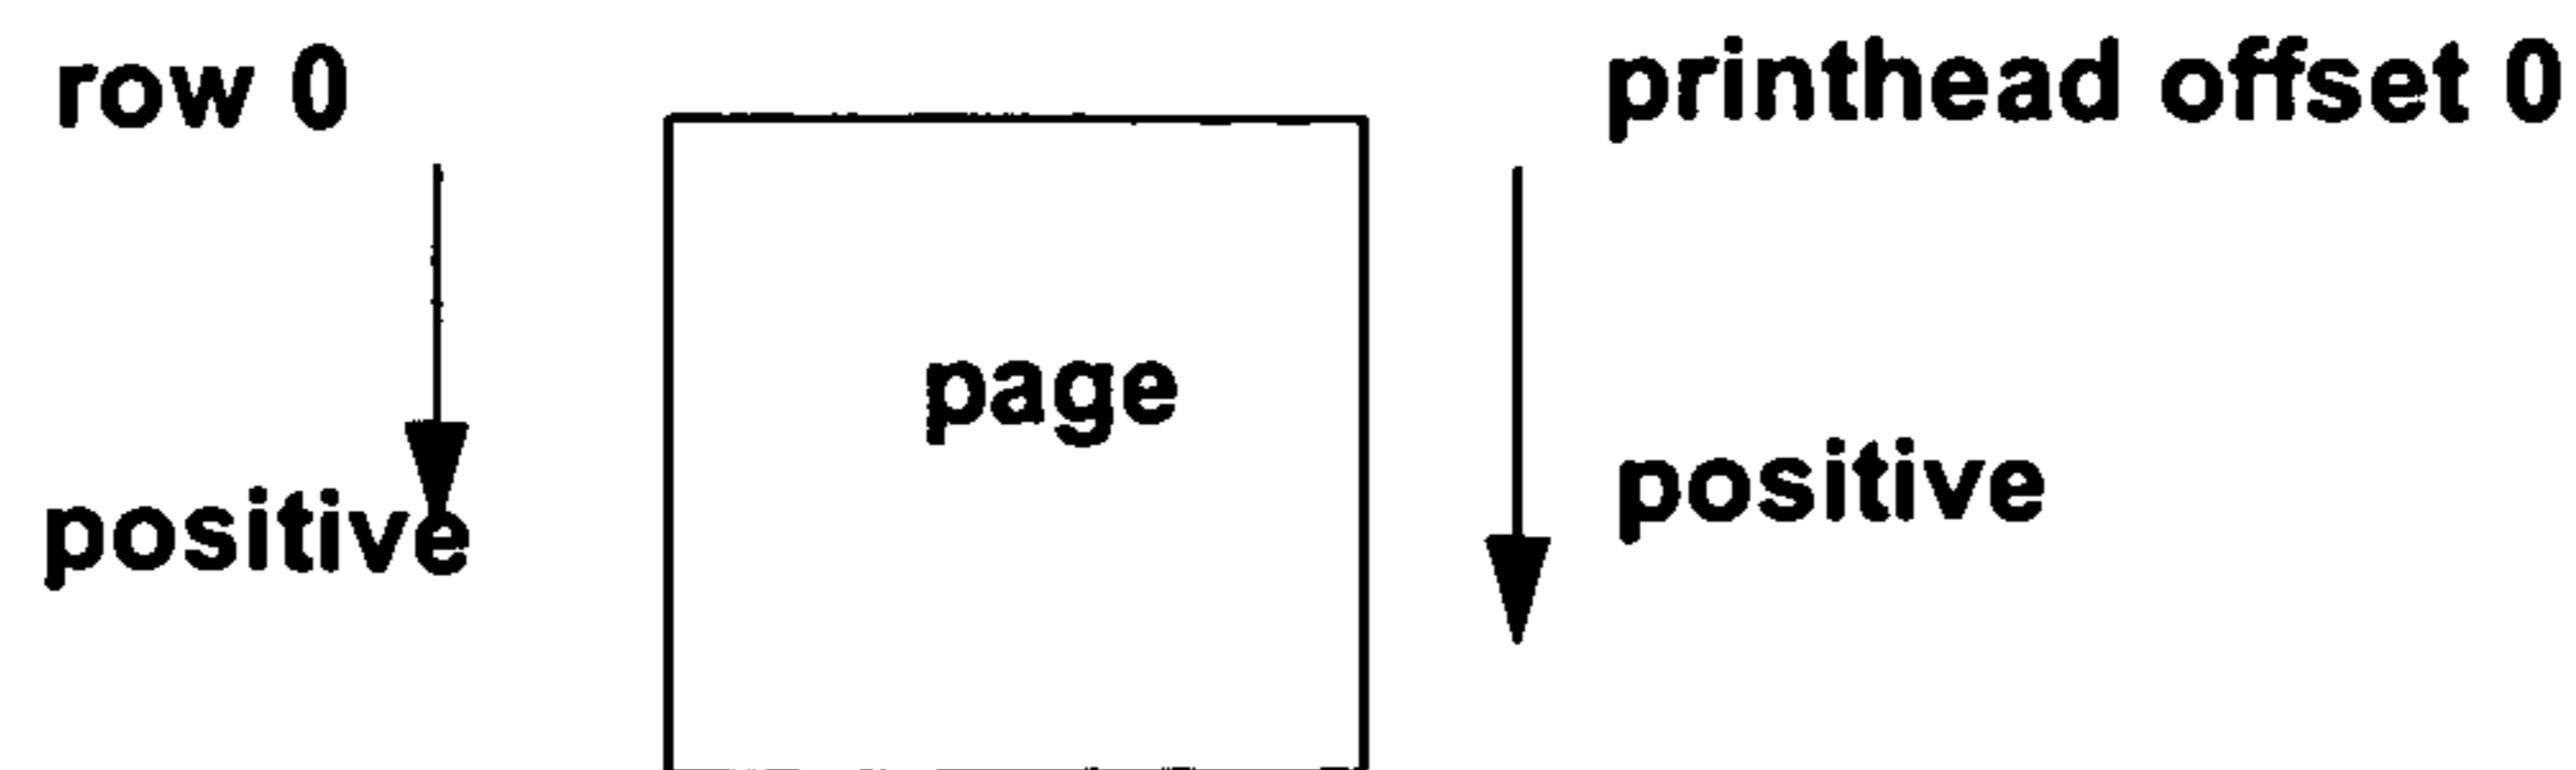 row 0
printhead offset 0
page
positive
positive